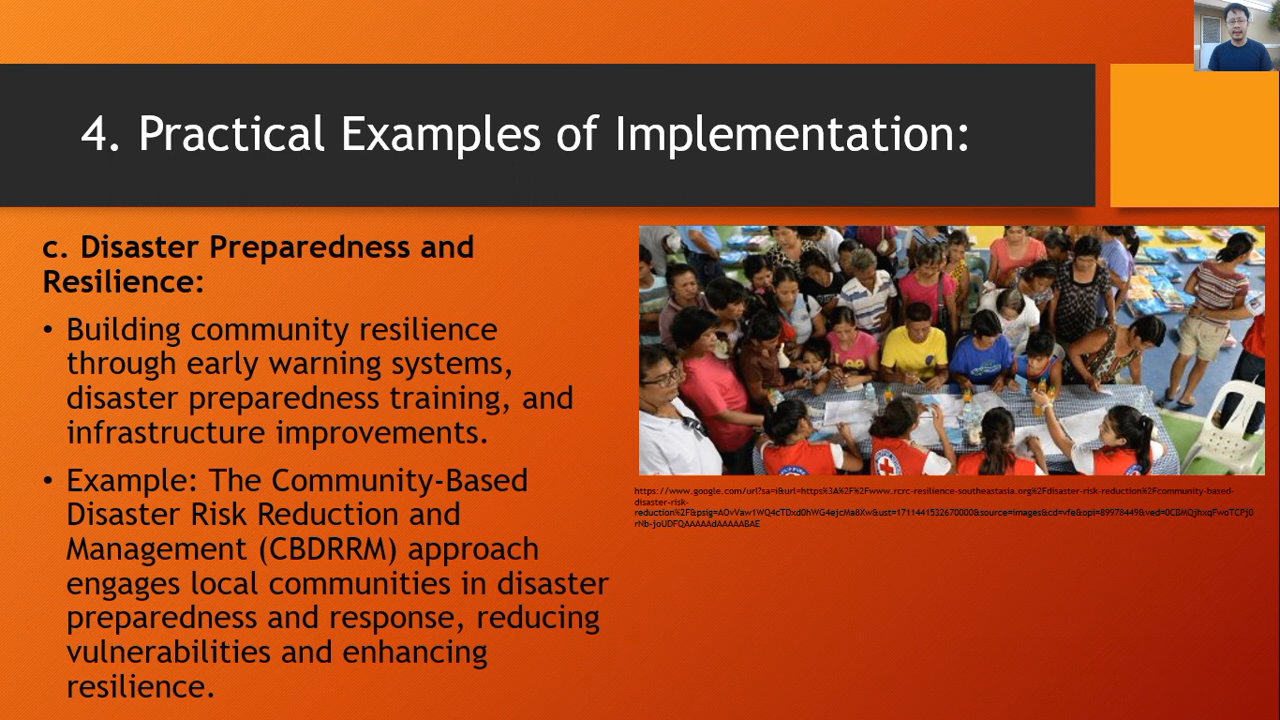 4. Practical Examples of Implementation:
c. Disaster Preparedness and
Resilience:
• Building community resilience
through early warning systems,
disaster preparedness training, and
infrastructure improvements.
• Example: The Community-Based
Disaster Risk Reduction and
Management (CBDRRM) approach
engages local communities in disaster
preparedness and response, reducing
vulnerabilities and enhancing
resilience.
https://www.google.com/url?sa=i&url=https%3A%2F%2Fwww.rcrc-resilience-southeastasia.org%2Fdisaster-risk-reduction%2Fcommunity-based-
disaster-risk-
reduction%2F&psig=AOvVaw1WQ4cTDxd0hWG4ejcMa8Xw&ust=1711441532670000&source=images&cd=vfe&opi=89978449&ved=0CBMQjhxqFwoTCPj0
rNb-joUDFQAAAAAdAAAAABAE